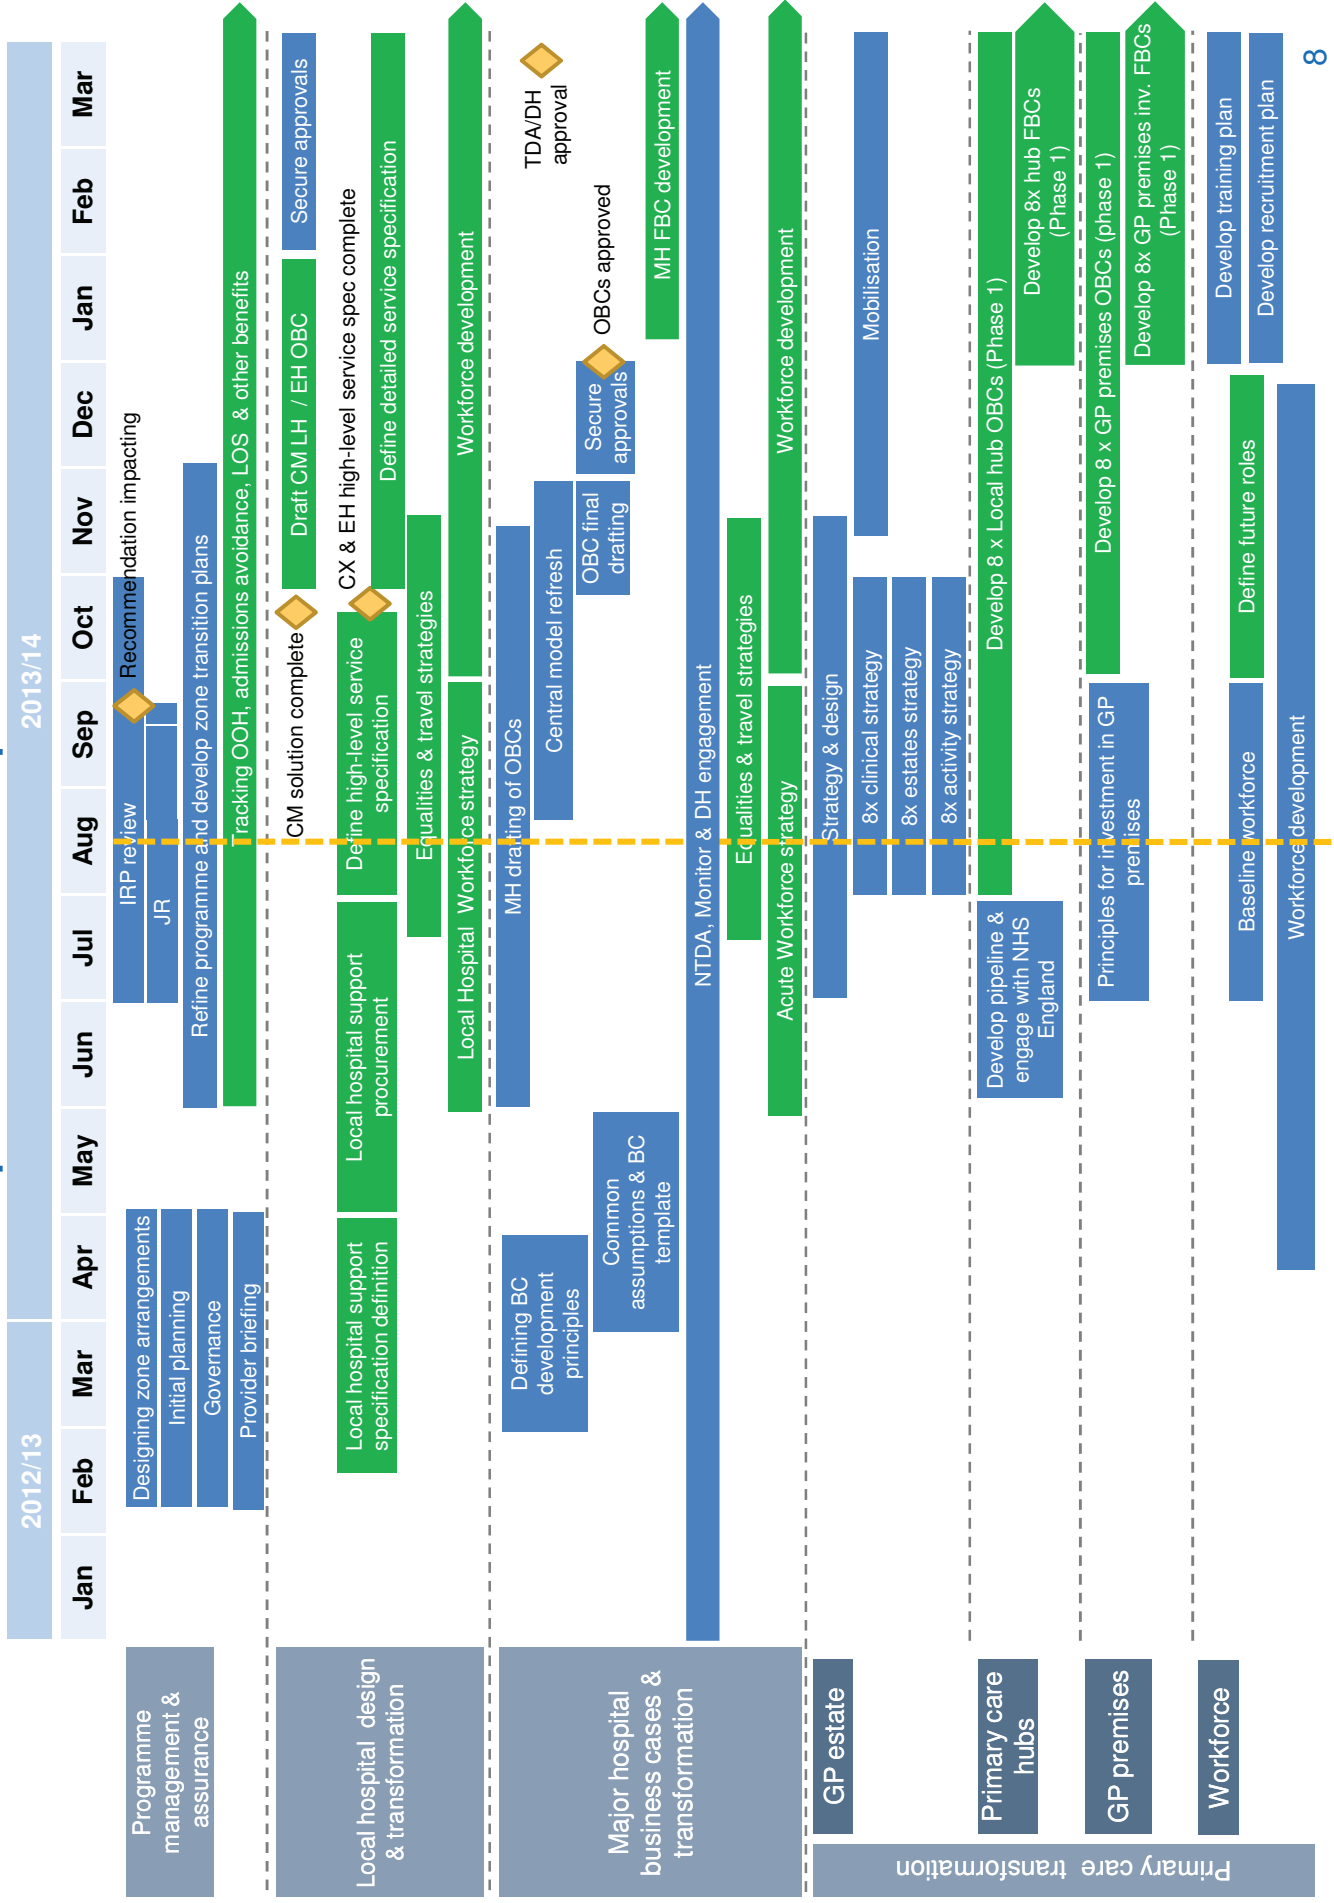 2012/13
2013/14
Jan
Feb
Mar
Apr
May
Jun
Jul
Aug
Sep
Oct
Nov
Dec
Jan
Feb
Mar
Programme
management &
assurance
Designing zone arrangements
Initial planning
Governance
Provider briefing
IRP review
JR
Recommendation impacting
Refine programme and develop zone transition plans
Tracking OOH, admissions avoidance, LOS & other benefits
Local hospital design
& transformation
CM solution complete
Draft CM LH / EH OBC
Secure approvals
Local hospital support
specification definition
Local hospital support
procurement
Define high-level service
specification
CX & EH high-level service spec complete
Define detailed service specification
Equalities & travel strategies
Local Hospital Workforce strategy
Workforce development
Major hospital
business cases &
transformation
Defining BC
development
principles
Common
assumptions & BC
template
MH drafting of OBCs
Central model refresh
OBC final
drafting
Secure
approvals
OBCs approved
TDA/DH
approval
MH FBC development
NTDA, Monitor & DH engagement
Equalities & travel strategies
Acute Workforce strategy
Workforce development
Primary care transformation
GP estate
Strategy & design
8x clinical strategy
8x estates strategy
8x activity strategy
Mobilisation
Primary care
hubs
Develop pipeline &
engage with NHS
England
Develop 8 x Local hub OBCs (Phase 1)
Develop 8x hub FBCs
(Phase 1)
GP premises
Principles for investment in GP
premises
Develop 8 x GP premises OBCs (phase 1)
Develop 8x GP premises inv. FBCs
(Phase 1)
Workforce
Baseline workforce
Define future roles
Develop training plan
Develop recruitment plan
Workforce development
8